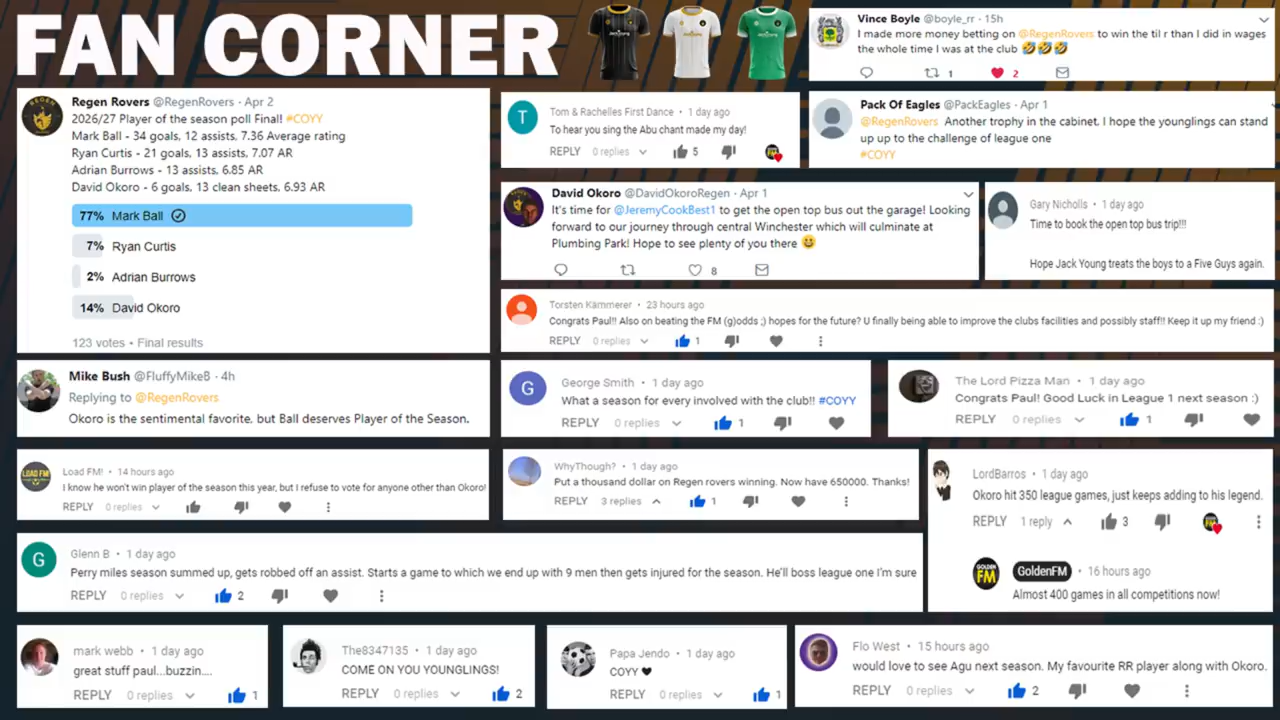 FAN CORNER
Vince Boyle @boyle_rr · 15h
I made more money betting on @RegenRovers to win the til r than I did in wages
the whole time I was at the club 🤣🤣🤣
1 2
Regen Rovers @RegenRovers · Apr 2
2026/27 Player of the season poll Final! #COYY
Mark Ball - 34 goals, 12 assists, 7.36 Average rating
Ryan Curtis - 21 goals, 13 assists, 7.07 AR
Adrian Burrows - 13 assists, 6.85 AR
David Okoro - 6 goals, 13 clean sheets, 6.93 AR
77% Mark Ball
7% Ryan Curtis
2% Adrian Burrows
14% David Okoro
123 votes • Final results
T
Tom & Rachelles First Dance • 1 day ago
To hear you sing the Abu chant made my day!
REPLY 0 replies 5
Pack Of Eagles @PackEagles · Apr 1
@RegenRovers Another trophy in the cabinet, I hope the younglings can stand
up up to the challenge of league one
#COYY
David Okoro @DavidOkoroRegen · Apr 1
It's time for @JeremyCookBest1 to get the open top bus out the garage! Looking
forward to our journey through central Winchester which will culminate at
Plumbing Park! Hope to see plenty of you there 😀
8
Gary Nicholls • 1 day ago
Time to book the open top bus trip!!!
Hope Jack Young treats the boys to a Five Guys again.
Torsten Kämmerer • 23 hours ago
Congrats Paul!! Also on beating the FM (g)odds ;) hopes for the future? U finally being able to improve the clubs facilities and possibly staff!! Keep it up my friend :)
REPLY 0 replies 1
Mike Bush @FluffyMikeB · 4h
Replying to @RegenRovers
Okoro is the sentimental favorite, but Ball deserves Player of the Season.
G
George Smith • 1 day ago
What a season for every involved with the club!! #COYY
REPLY 0 replies 1
The Lord Pizza Man • 1 day ago
Congrats Paul! Good Luck in League 1 next season :)
REPLY 0 replies 1
LOAD FM!
Load FM! • 14 hours ago
I know he won't win player of the season this year, but I refuse to vote for anyone other than Okoro!
REPLY 0 replies
WhyThough? • 1 day ago
Put a thousand dollar on Regen rovers winning. Now have 650000. Thanks!
REPLY 3 replies 1
LordBarros • 1 day ago
Okoro hit 350 league games, just keeps adding to his legend.
REPLY 1 reply 3
GOLDEN FM
GoldenFM • 16 hours ago
Almost 400 games in all competitions now!
G
Glenn B • 1 day ago
Perry miles season summed up, gets robbed off an assist. Starts a game to which we end up with 9 men then gets injured for the season. He'll boss league one I'm sure
REPLY 0 replies 2
mark webb • 1 day ago
great stuff paul...buzzin....
REPLY 0 replies 1
The8347135 • 1 day ago
COME ON YOU YOUNGLINGS!
REPLY 0 replies 2
Papa Jendo • 1 day ago
COYY ♥
REPLY 0 replies 1
Flo West • 15 hours ago
would love to see Agu next season. My favourite RR player along with Okoro.
REPLY 0 replies 2